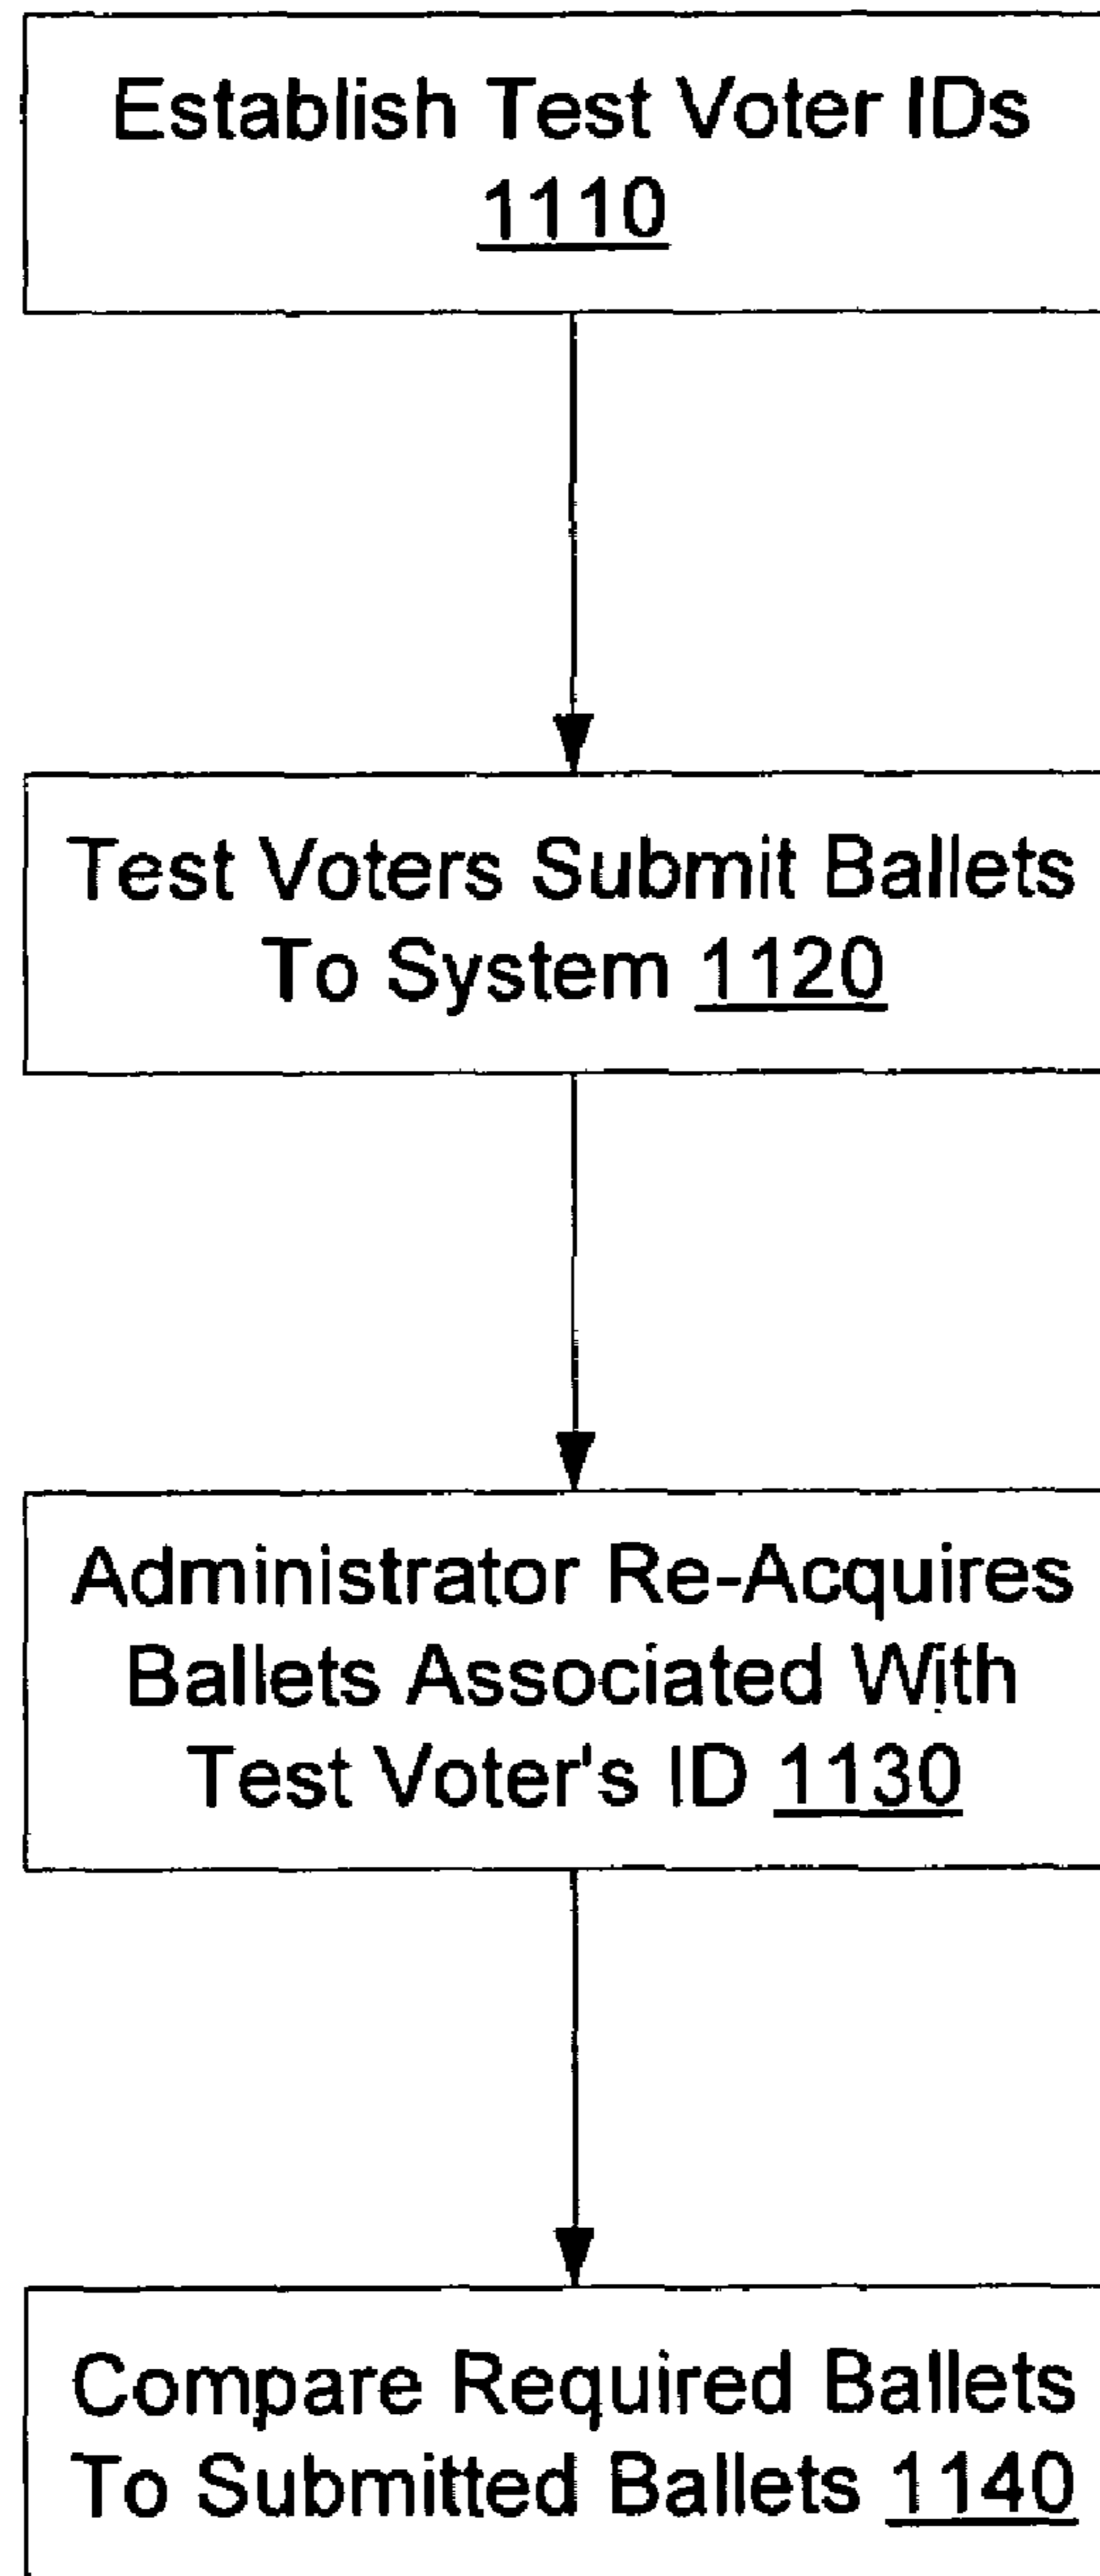 Establish Test Voter IDs
1110
Test Voters Submit Ballets
To System 1120
Administrator Re-Acquires
Ballets Associated With
Test Voter's ID 1130
Compare Required Ballets
To Submitted Ballets 1140